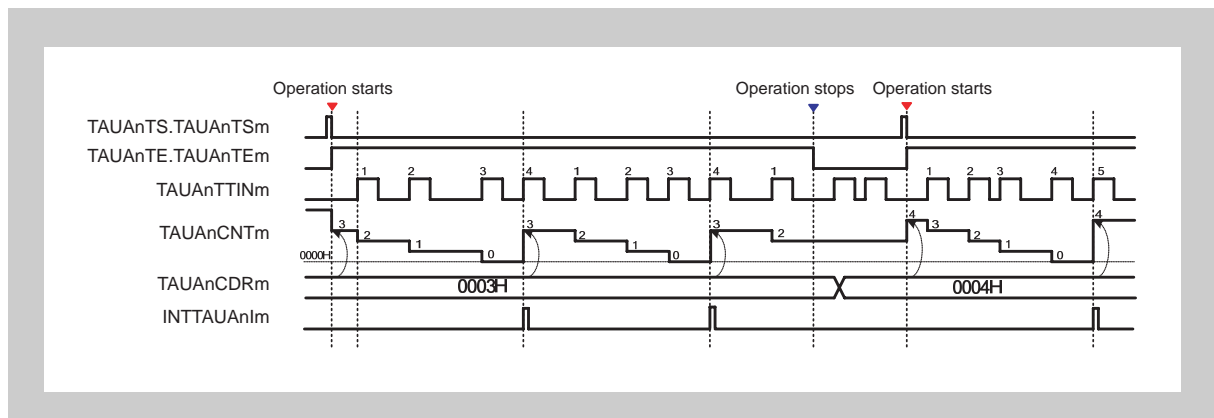 Operation starts Operation stops Operation starts
TAUAnTS.TAUAnTSm
TAUAnTE.TAUAnTEm
1 2 3 4 1 2 3 4 1 1 2 3 4 5
TAUAnTTINm
3 2 1 0 3 2 1 0 3 2 4 3 2 1 0 4
TAUAnCNTm
0000H
TAUAnCDRm
0003H 0004H
INTTAUAnIm